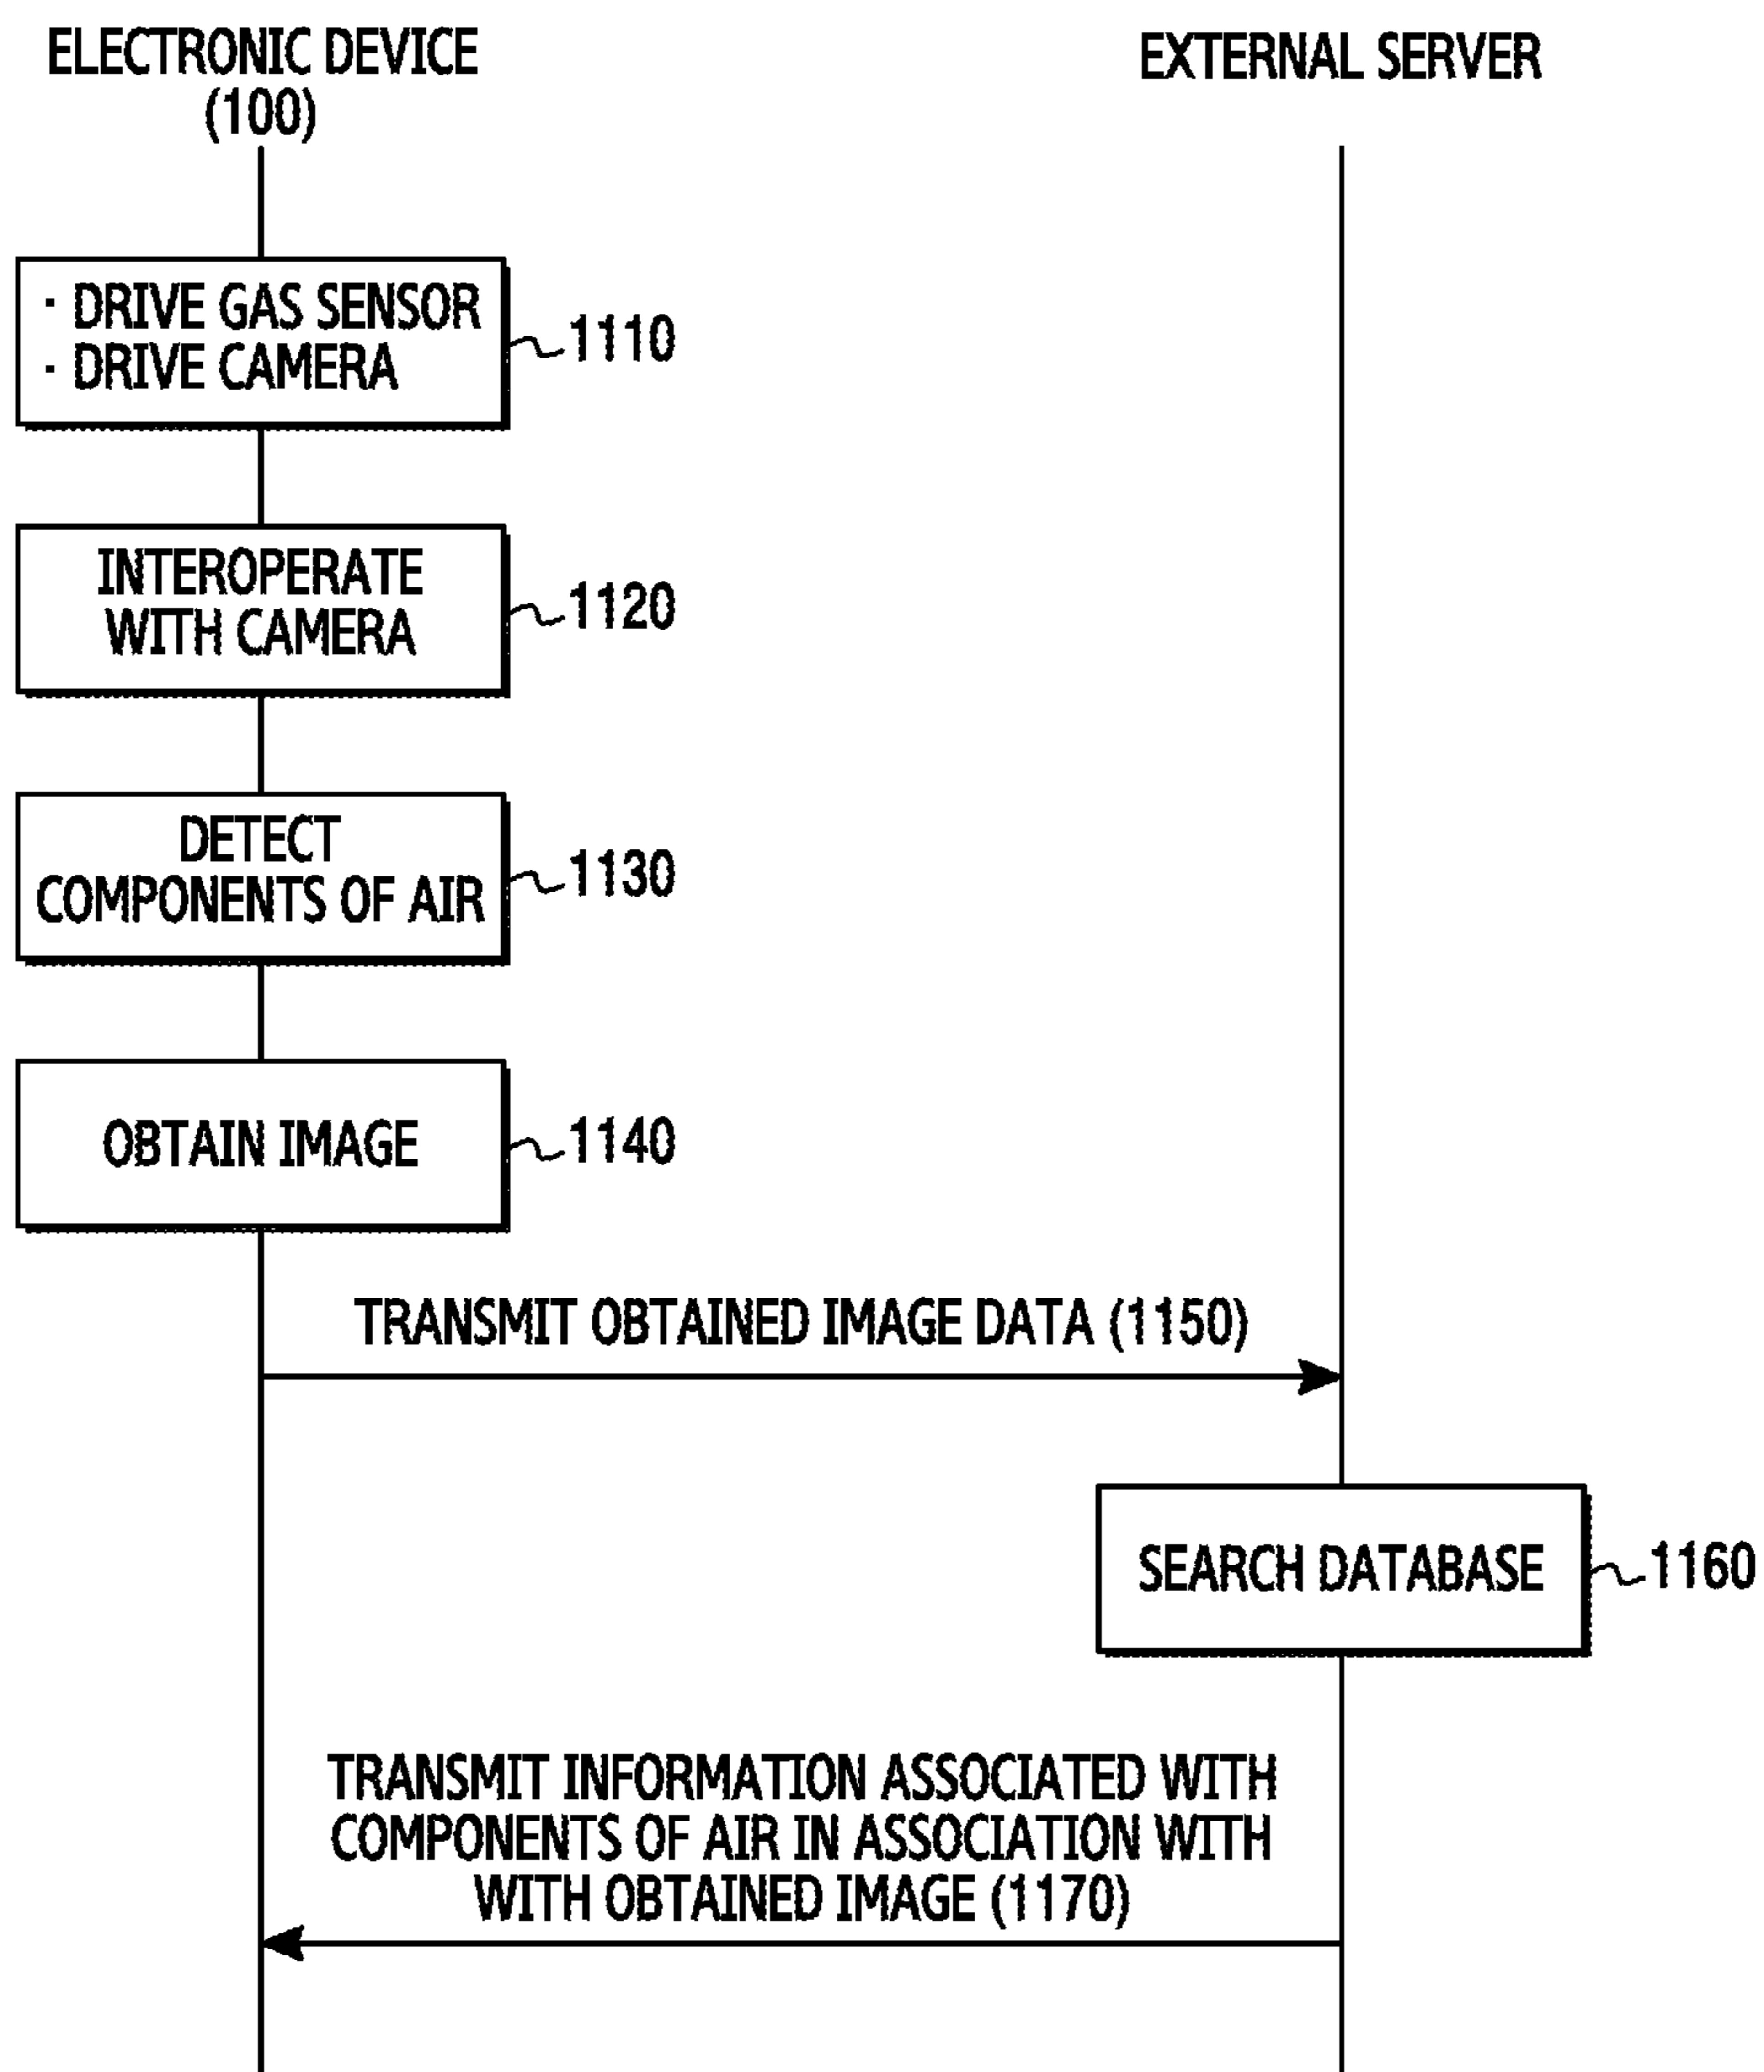 ELECTRONIC DEVICE
(100)
EXTERNAL SERVER
· DRIVE GAS SENSOR
· DRIVE CAMERA
1110
INTEROPERATE
WITH CAMERA
1120
DETECT
COMPONENTS OF AIR
1130
OBTAIN IMAGE
1140
TRANSMIT OBTAINED IMAGE DATA (1150)
SEARCH DATABASE
1160
TRANSMIT INFORMATION ASSOCIATED WITH
COMPONENTS OF AIR IN ASSOCIATION WITH
WITH OBTAINED IMAGE (1170)